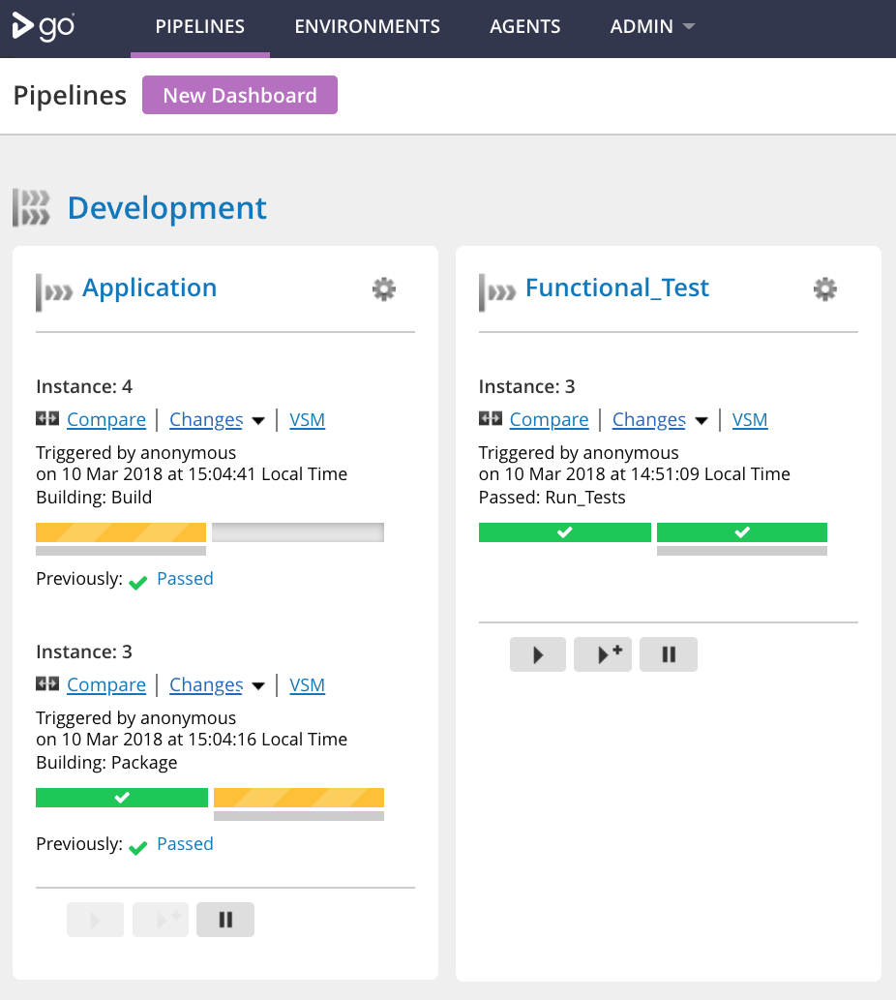 go
PIPELINES ENVIRONMENTS AGENTS ADMIN
Pipelines New Dashboard
Development
Application
Instance: 4
Compare Changes VSM
Triggered by anonymous
on 10 Mar 2018 at 15:04:41 Local Time
Building: Build
Previously: Passed
Instance: 3
Compare Changes VSM
Triggered by anonymous
on 10 Mar 2018 at 15:04:16 Local Time
Building: Package
Previously: Passed
Functional_Test
Instance: 3
Compare Changes VSM
Triggered by anonymous
on 10 Mar 2018 at 14:51:09 Local Time
Passed: Run_Tests